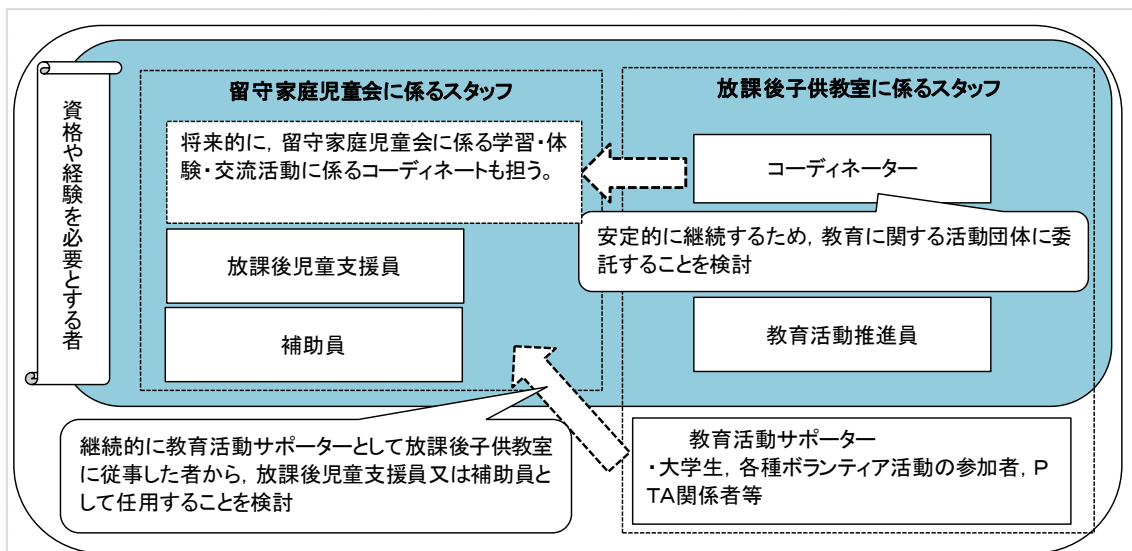 資格や経験を必要とする者
留守家庭児童会に係るスタッフ
将来的に，留守家庭児童会に係る学習・体
験・交流活動に係るコーディネートも担う。
放課後児童支援員
補助員
放課後子供教室に係るスタッフ
コーディネーター
安定的に継続するため，教育に関する活動団体に委
託することを検討
教育活動推進員
継続的に教育活動サポーターとして放課後子供教室
に従事した者から，放課後児童支援員又は補助員と
して任用することを検討
教育活動サポーター
・大学生，各種ボランティア活動の参加者，Ｐ
ＴＡ関係者等